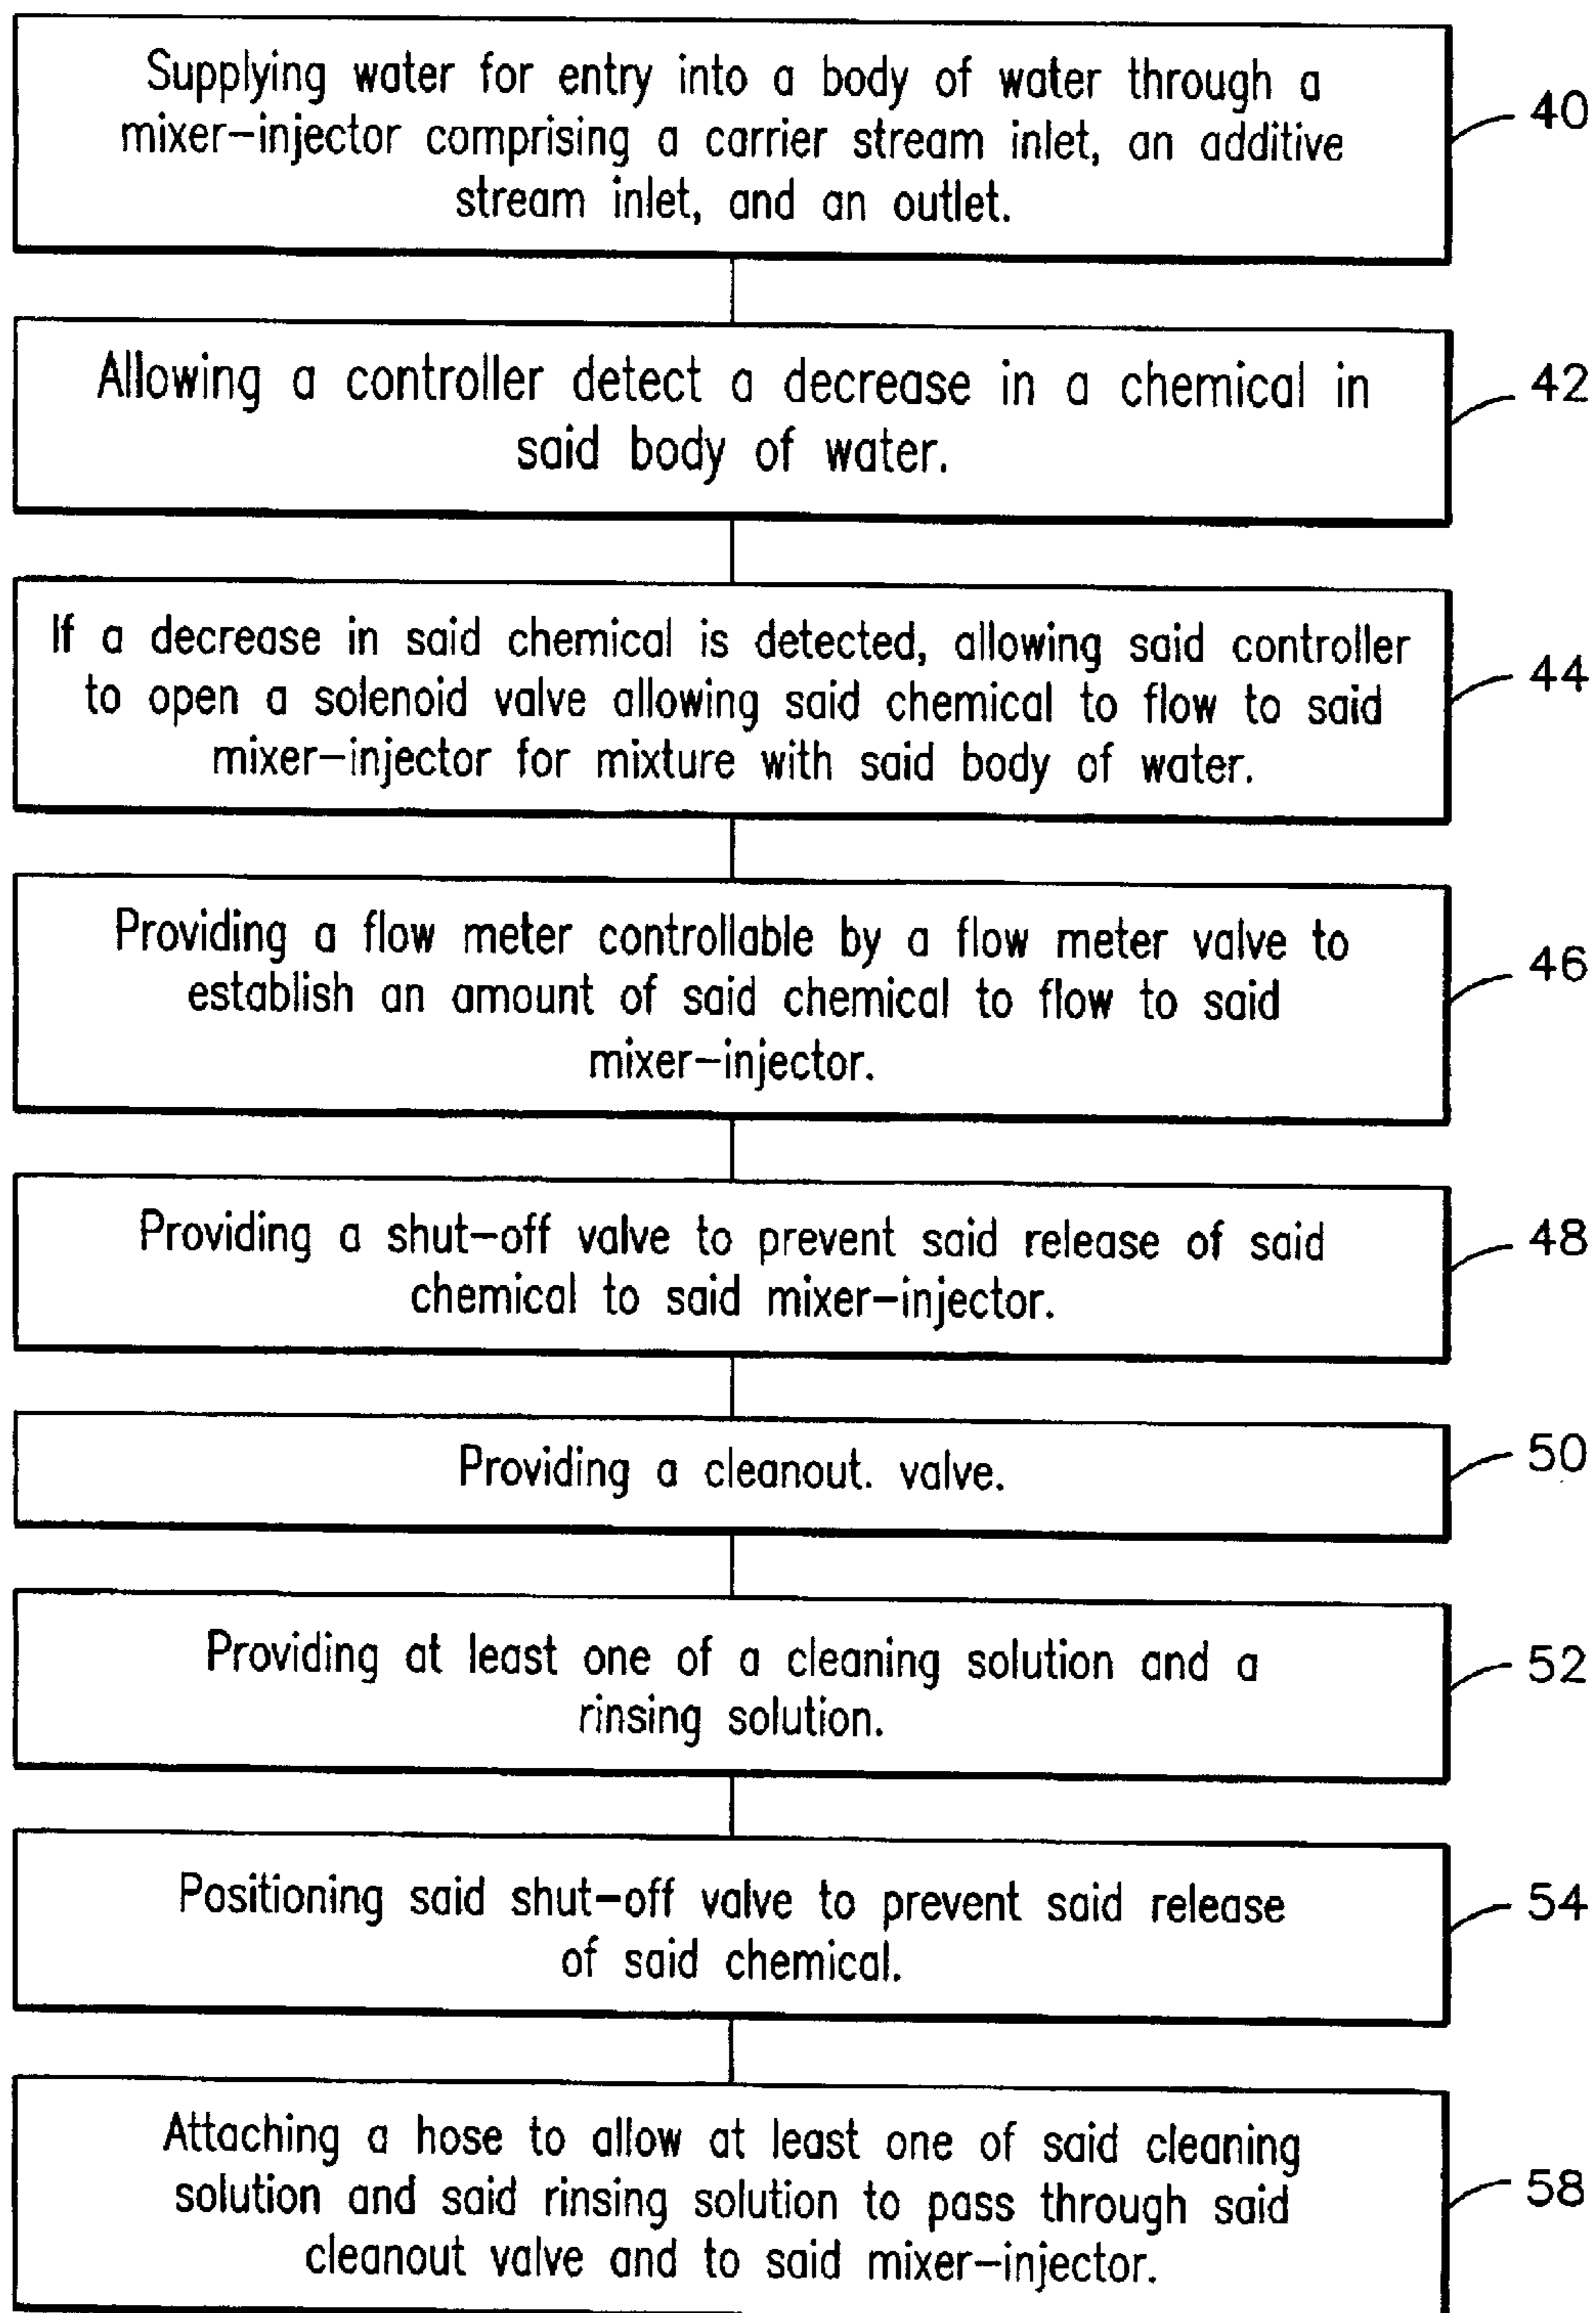 Supplying water for entry into a body of water through a
mixer-injector comprising a carrier stream inlet, an additive
stream inlet, and an outlet.
40
Allowing a controller detect a decrease in a chemical in
said body of water.
42
If a decrease in said chemical is detected, allowing said controller
to open a solenoid valve allowing said chemical to flow to said
mixer-injector for mixture with said body of water.
44
Providing a flow meter controllable by a flow meter valve to
establish an amount of said chemical to flow to said
mixer-injector.
46
Providing a shut-off valve to prevent said release of said
chemical to said mixer-injector.
48
Providing a cleanout. valve.
50
Providing at least one of a cleaning solution and a
rinsing solution.
52
Positioning said shut-off valve to prevent said release
of said chemical.
54
Attaching a hose to allow at least one of said cleaning
solution and said rinsing solution to pass through said
cleanout valve and to said mixer-injector.
58